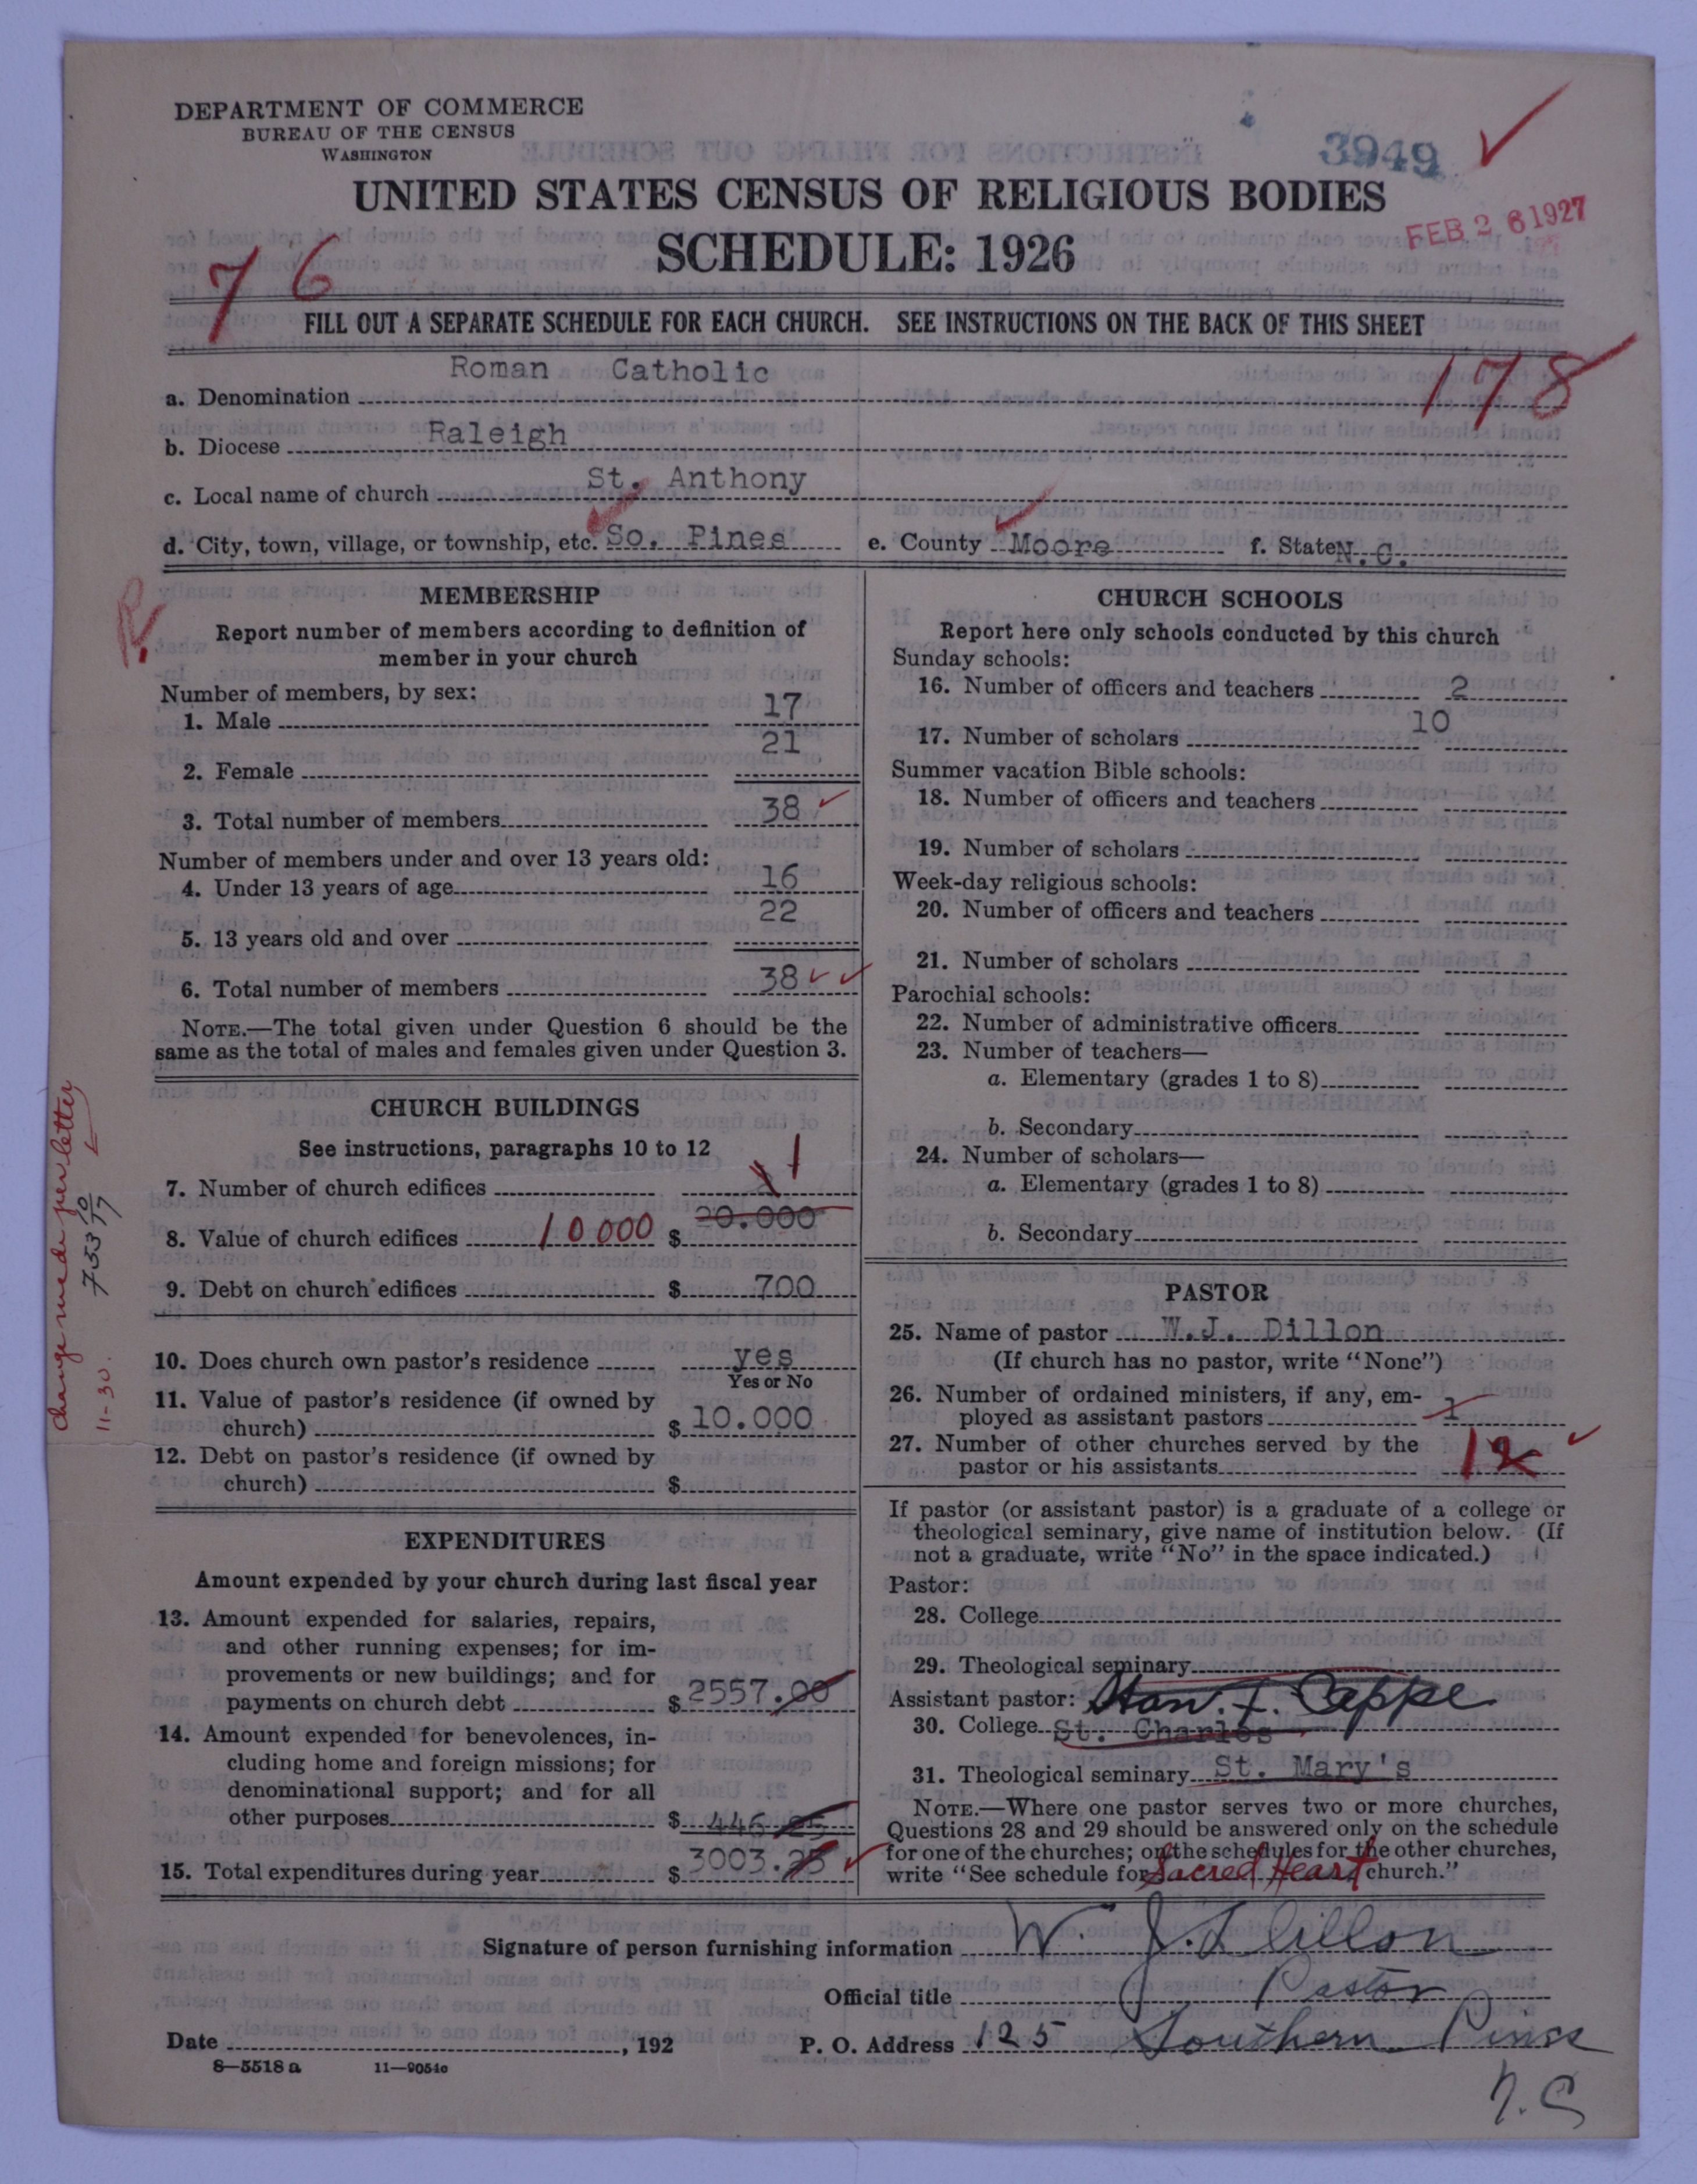 DEPARTMENT OF COMMERCE
BUREAU OF THE CENSUS
WASHINGTON
3949
UNITED STATES CENSUS OF RELIGIOUS BODIES
SCHEDULE: 1926
FEB 26 1927
76
FILL OUT A SEPARATE SCHEDULE FOR EACH CHURCH. SEE INSTRUCTIONS ON THE BACK OF THIS SHEET
178
a. Denomination Roman Catholic
b. Diocese Raleigh
c. Local name of church St. Anthony
d. City, town, village, or township, etc. So. Pines e. County Moore f. State N. C.
R.
MEMBERSHIP
Report number of members according to definition of
member in your church
Number of members, by sex:
1. Male 17
2. Female 21
3. Total number of members 38
Number of members under and over 13 years old:
4. Under 13 years of age 16
5. 13 years old and over 22
6. Total number of members 38
NOTE.—The total given under Question 6 should be the
same as the total of males and females given under Question 3.
CHURCH BUILDINGS
See instructions, paragraphs 10 to 12
7. Number of church edifices 1
8. Value of church edifices 10000 $ 20.000
9. Debt on church edifices $ 700
10. Does church own pastor's residence yes
Yes or No
11. Value of pastor's residence (if owned by
church) $ 10.000
12. Debt on pastor's residence (if owned by
church) $
change made per letter
11-30.
EXPENDITURES
Amount expended by your church during last fiscal year
13. Amount expended for salaries, repairs,
and other running expenses; for im-
provements or new buildings; and for
payments on church debt $ 2557.00
14. Amount expended for benevolences, in-
cluding home and foreign missions; for
denominational support; and for all
other purposes $ 446.25
15. Total expenditures during year $ 3003.25
CHURCH SCHOOLS
Report here only schools conducted by this church
Sunday schools:
16. Number of officers and teachers 2
17. Number of scholars 10
Summer vacation Bible schools:
18. Number of officers and teachers
19. Number of scholars
Week-day religious schools:
20. Number of officers and teachers
21. Number of scholars
Parochial schools:
22. Number of administrative officers
23. Number of teachers—
a. Elementary (grades 1 to 8)
b. Secondary
24. Number of scholars—
a. Elementary (grades 1 to 8)
b. Secondary
PASTOR
25. Name of pastor W.J. Dillon
(If church has no pastor, write "None")
26. Number of ordained ministers, if any, em-
ployed as assistant pastors 1
27. Number of other churches served by the
pastor or his assistants 1
If pastor (or assistant pastor) is a graduate of a college or
theological seminary, give name of institution below. (If
not a graduate, write "No" in the space indicated.)
Pastor:
28. College
29. Theological seminary
Assistant pastor:
30. College St. Charles
31. Theological seminary St. Mary's
NOTE.—Where one pastor serves two or more churches,
Questions 28 and 29 should be answered only on the schedule
for one of the churches; on the schedules for the other churches,
write "See schedule for Sacred Heart church."
Signature of person furnishing information W. J. Dillon
Official title Pastor
Date , 192 P. O. Address 125 Southern Pines
N.C
8—5518 a 11—9054c